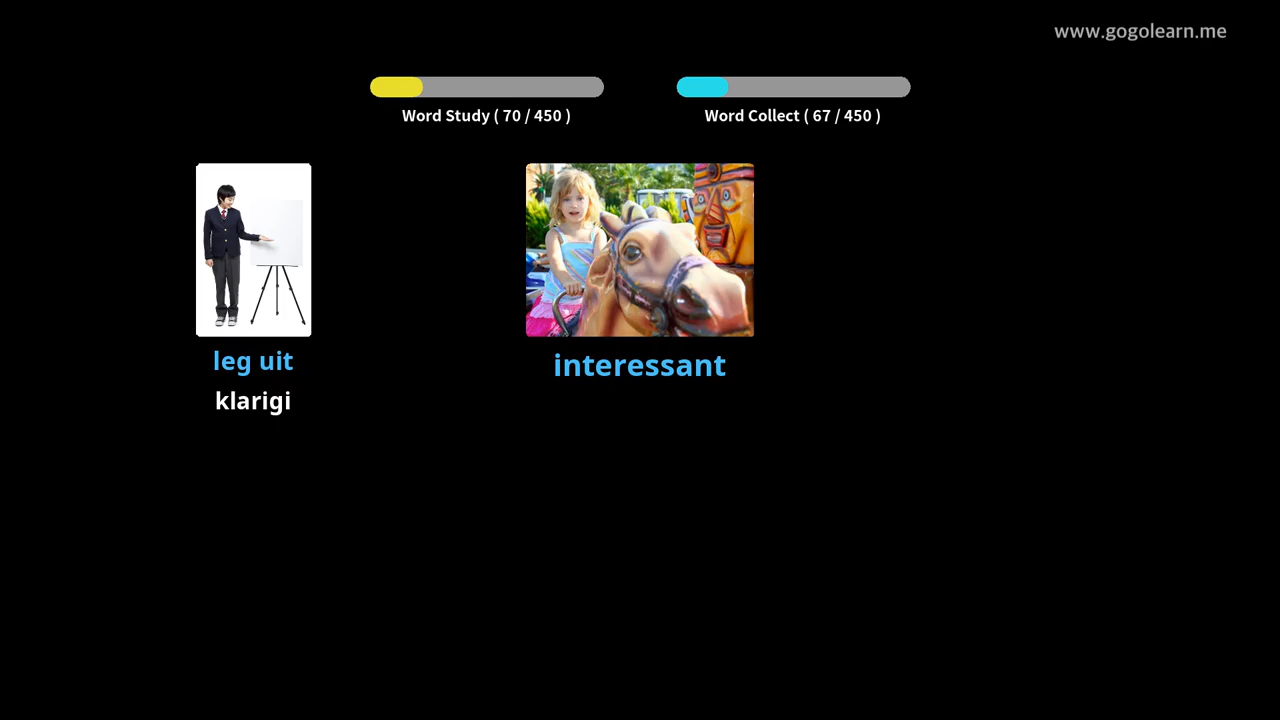 www.gogolearn.me
Word Study ( 70 / 450 )
Word Collect ( 67 / 450 )
leg uit
klarigi
interessant